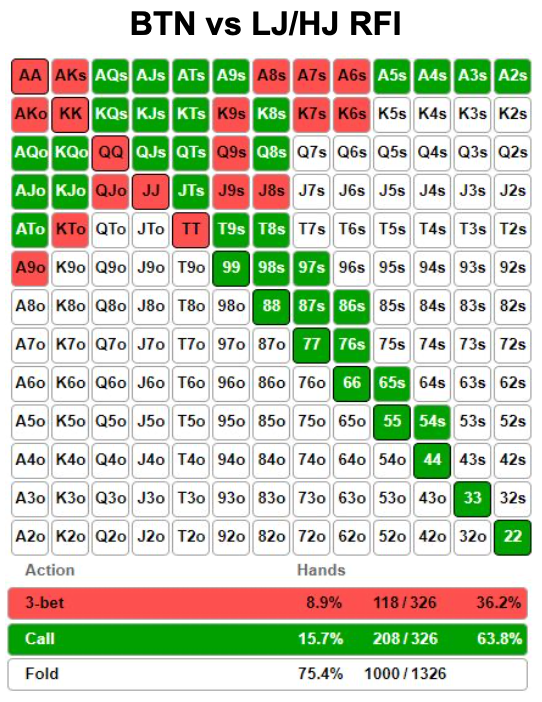 BTN vs LJ/HJ RFI
AA AKs AQs AJs ATs A9s A8s A7s A6s A5s A4s A3s A2s
AKo KK KQs KJs KTs K9s K8s K7s K6s K5s K4s K3s K2s
AQo KQo QQ QJs QTs Q9s Q8s Q7s Q6s Q5s Q4s Q3s Q2s
AJo KJo QJo JJ JTs J9s J8s J7s J6s J5s J4s J3s J2s
ATo KTo QTo JTo TT T9s T8s T7s T6s T5s T4s T3s T2s
A9o K9o Q9o J9o T9o 99 98s 97s 96s 95s 94s 93s 92s
A8o K8o Q8o J8o T8o 98o 88 87s 86s 85s 84s 83s 82s
A7o K7o Q7o J7o T7o 97o 87o 77 76s 75s 74s 73s 72s
A6o K6o Q6o J6o T6o 96o 86o 76o 66 65s 64s 63s 62s
A5o K5o Q5o J5o T5o 95o 85o 75o 65o 55 54s 53s 52s
A4o K4o Q4o J4o T4o 94o 84o 74o 64o 54o 44 43s 42s
A3o K3o Q3o J3o T3o 93o 83o 73o 63o 53o 43o 33 32s
A2o K2o Q2o J2o T2o 92o 82o 72o 62o 52o 42o 32o 22
Action Hands
3-bet 8.9% 118 / 326 36.2%
Call 15.7% 208 / 326 63.8%
Fold 75.4% 1000 / 1326